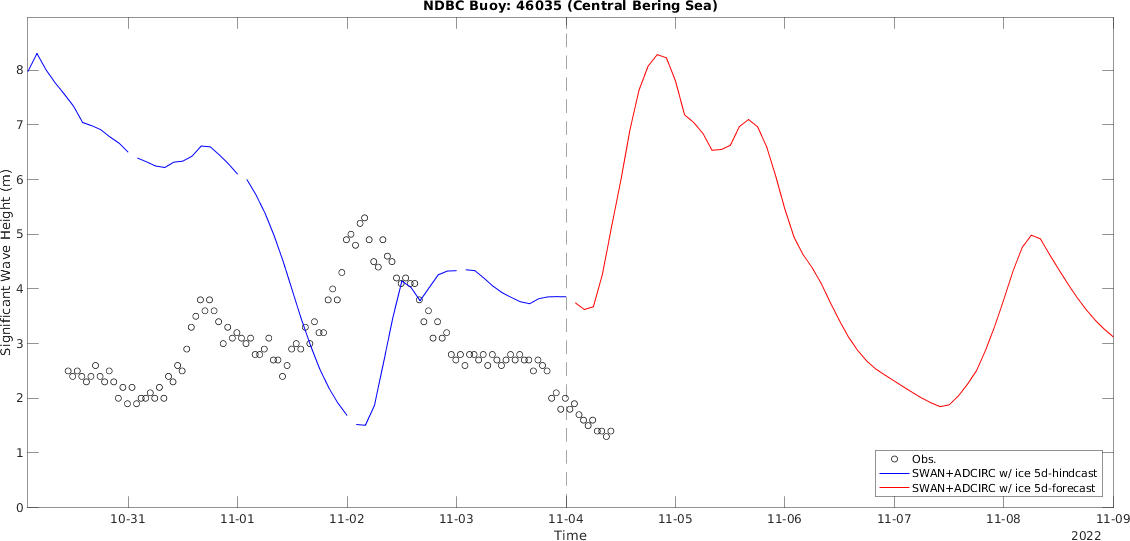 NDBC Buoy: 46035 (Central Bering Sea)
8
7
6
5
4
3
2
1
0
Significant Wave Height (m)
Obs.
SWAN+ADCIRC w/ ice 5d-hindcast
SWAN+ADCIRC w/ ice 5d-forecast
10-31 11-01 11-02 11-03 11-04 11-05 11-06 11-07 11-08 11-09
Time
2022